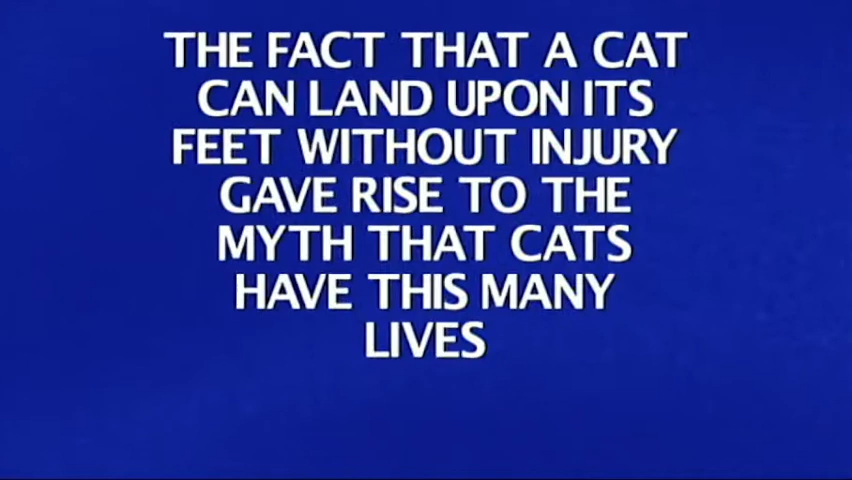 THE FACT THAT A CAT
CAN LAND UPON ITS
FEET WITHOUT INJURY
GAVE RISE TO THE
MYTH THAT CATS
HAVE THIS MANY
LIVES